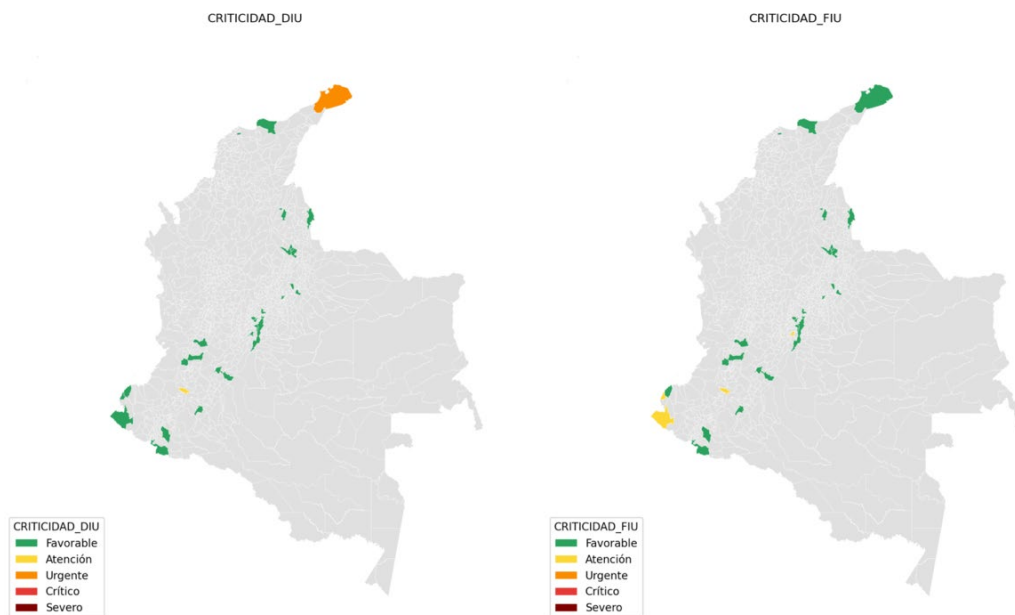 CRITICIDAD_DIU
CRITICIDAD_DIU
Favorable
Atención
Urgente
Crítico
Severo
CRITICIDAD_FIU
CRITICIDAD_FIU
Favorable
Atención
Urgente
Crítico
Severo